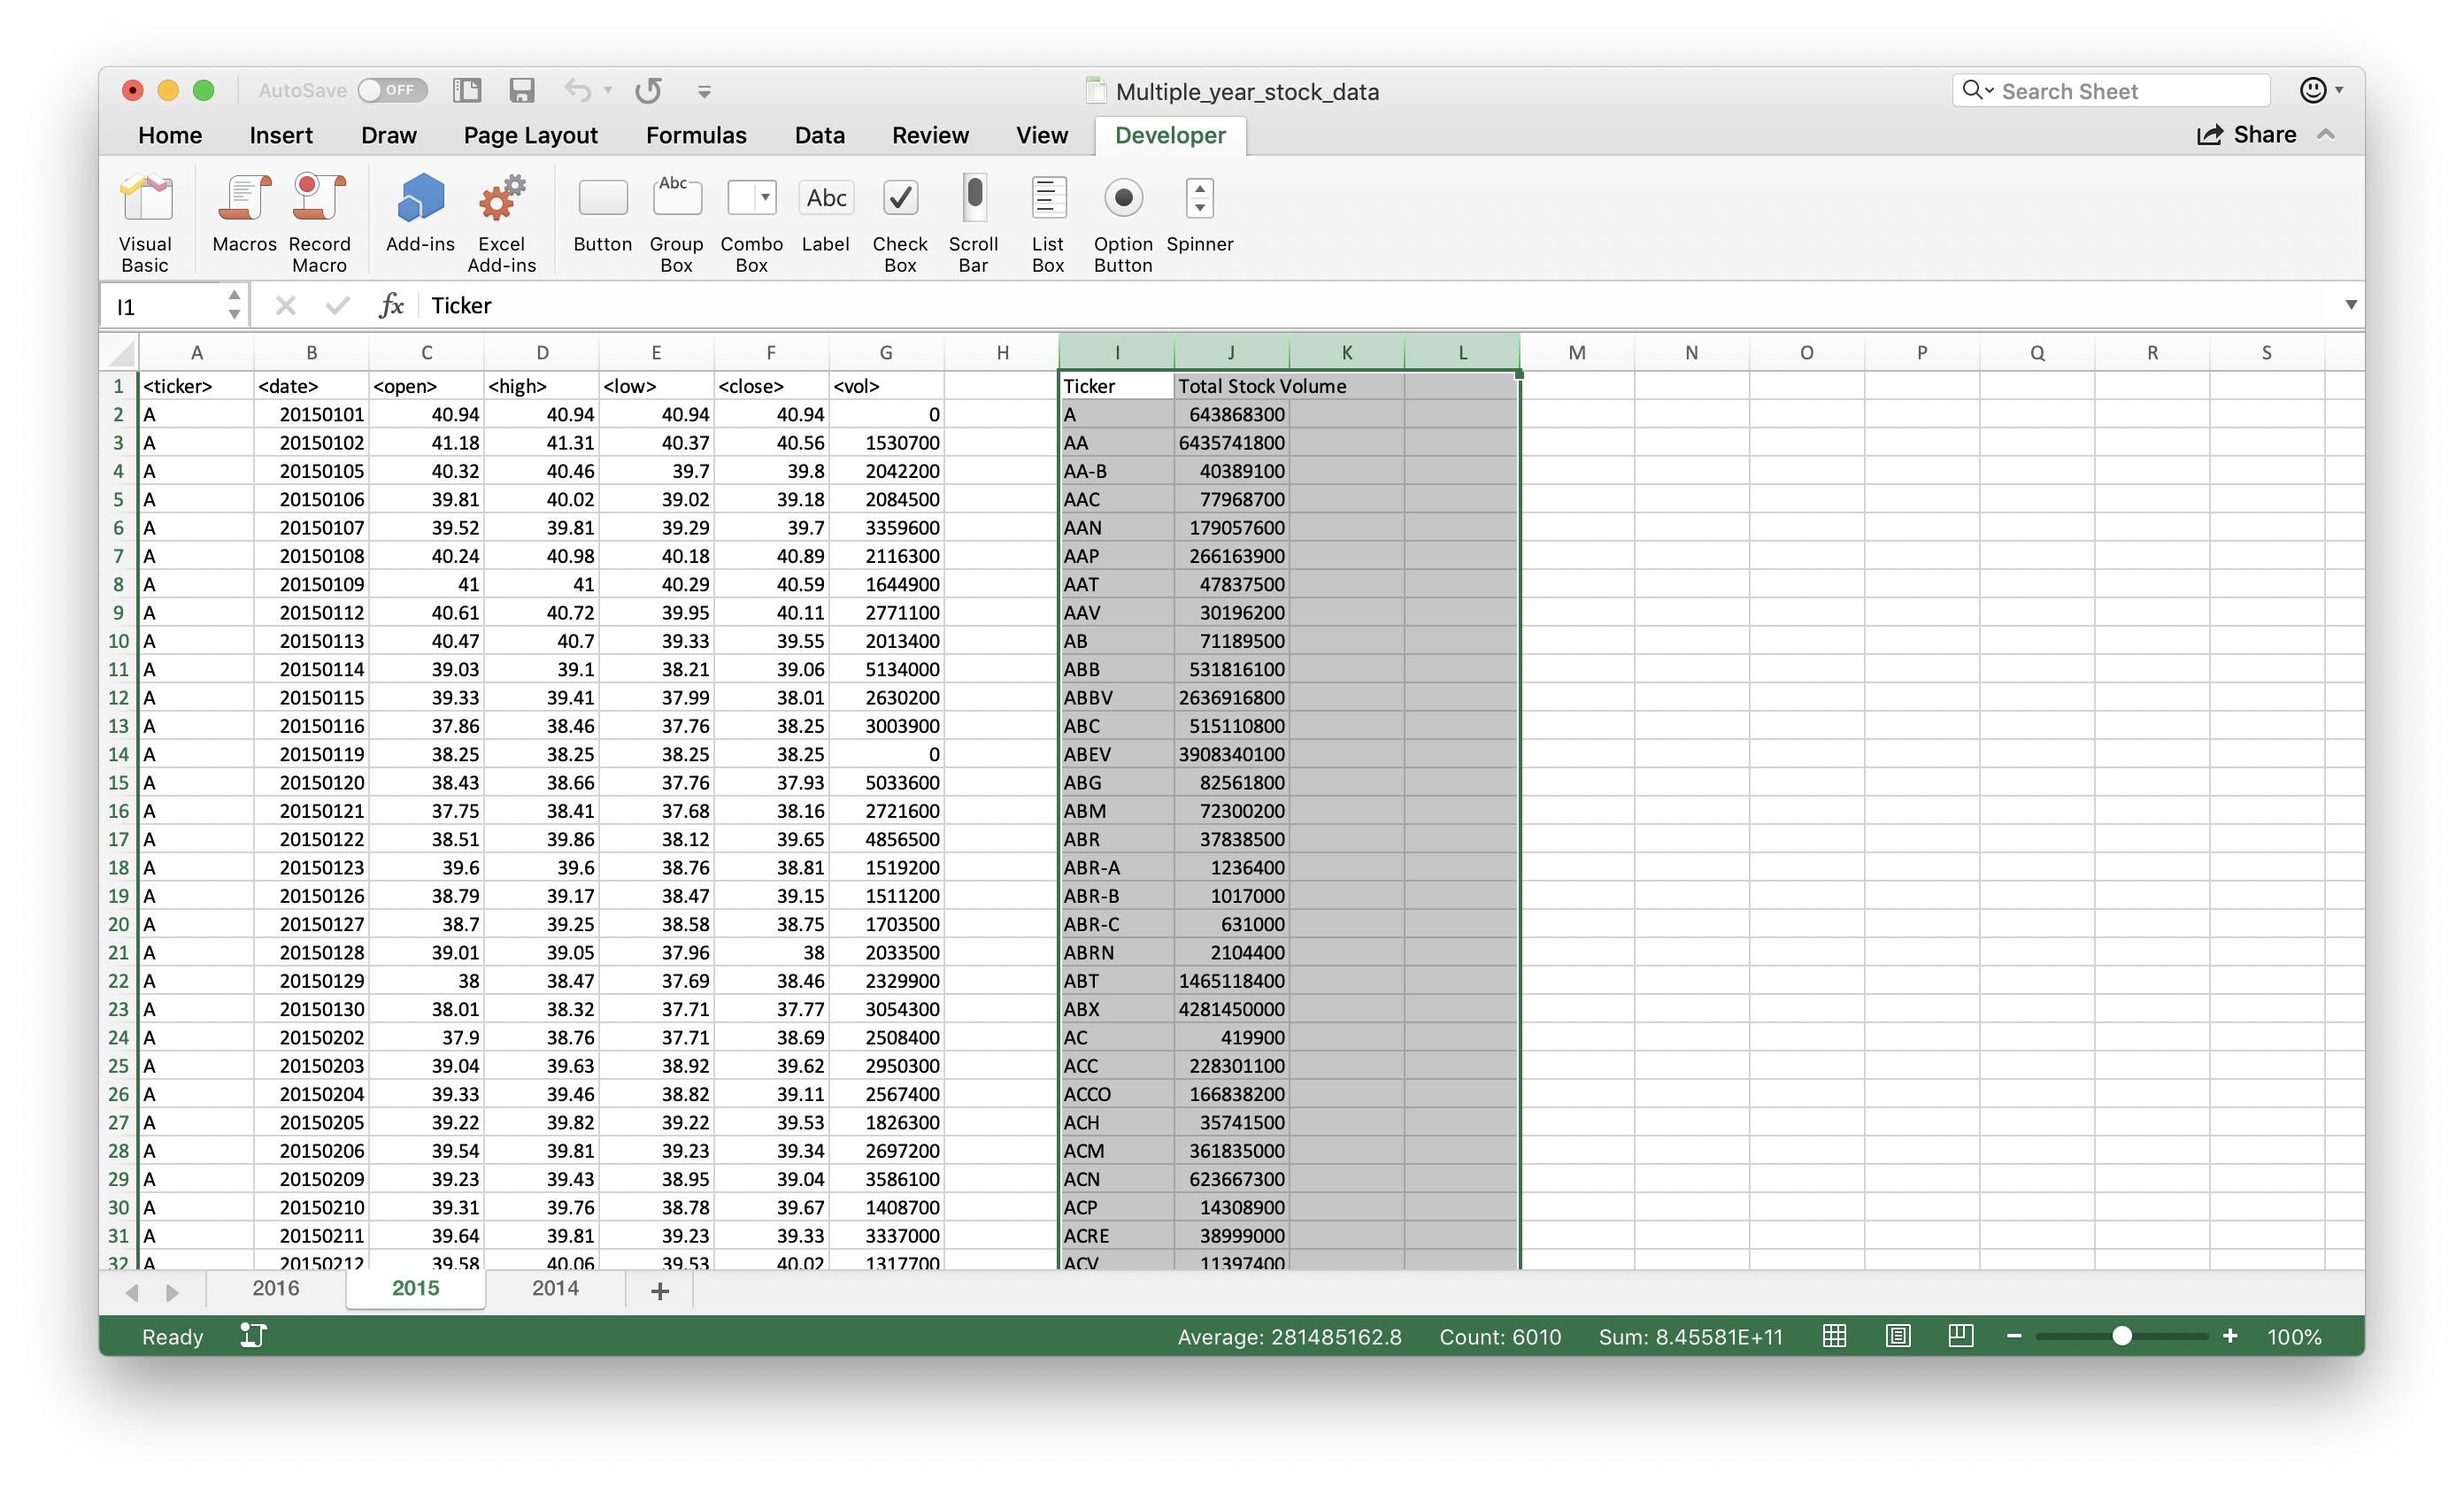 AutoSave OFF Multiple_year_stock_data Search Sheet
Home Insert Draw Page Layout Formulas Data Review View Developer Share
Abc Abc
Visual Basic Macros Record Macro Add-ins Excel Add-ins Button Group Box Combo Box Label Check Box Scroll Bar List Box Option Button Spinner
I1 fx Ticker
A B C D E F G H I J K L M N O P Q R S
1 <ticker> <date> <open> <high> <low> <close> <vol> Ticker Total Stock Volume
2 A 20150101 40.94 40.94 40.94 40.94 0 A 643868300
3 A 20150102 41.18 41.31 40.37 40.56 1530700 AA 6435741800
4 A 20150105 40.32 40.46 39.7 39.8 2042200 AA-B 40389100
5 A 20150106 39.81 40.02 39.02 39.18 2084500 AAC 77968700
6 A 20150107 39.52 39.81 39.29 39.7 3359600 AAN 179057600
7 A 20150108 40.24 40.98 40.18 40.89 2116300 AAP 266163900
8 A 20150109 41 41 40.29 40.59 1644900 AAT 47837500
9 A 20150112 40.61 40.72 39.95 40.11 2771100 AAV 30196200
10 A 20150113 40.47 40.7 39.33 39.55 2013400 AB 71189500
11 A 20150114 39.03 39.1 38.21 39.06 5134000 ABB 531816100
12 A 20150115 39.33 39.41 37.99 38.01 2630200 ABBV 2636916800
13 A 20150116 37.86 38.46 37.76 38.25 3003900 ABC 515110800
14 A 20150119 38.25 38.25 38.25 38.25 0 ABEV 3908340100
15 A 20150120 38.43 38.66 37.76 37.93 5033600 ABG 82561800
16 A 20150121 37.75 38.41 37.68 38.16 2721600 ABM 72300200
17 A 20150122 38.51 39.86 38.12 39.65 4856500 ABR 37838500
18 A 20150123 39.6 39.6 38.76 38.81 1519200 ABR-A 1236400
19 A 20150126 38.79 39.17 38.47 39.15 1511200 ABR-B 1017000
20 A 20150127 38.7 39.25 38.58 38.75 1703500 ABR-C 631000
21 A 20150128 39.01 39.05 37.96 38 2033500 ABRN 2104400
22 A 20150129 38 38.47 37.69 38.46 2329900 ABT 1465118400
23 A 20150130 38.01 38.32 37.71 37.77 3054300 ABX 4281450000
24 A 20150202 37.9 38.76 37.71 38.69 2508400 AC 419900
25 A 20150203 39.04 39.63 38.92 39.62 2950300 ACC 228301100
26 A 20150204 39.33 39.46 38.82 39.11 2567400 ACCO 166838200
27 A 20150205 39.22 39.82 39.22 39.53 1826300 ACH 35741500
28 A 20150206 39.54 39.81 39.23 39.34 2697200 ACM 361835000
29 A 20150209 39.23 39.43 38.95 39.04 3586100 ACN 623667300
30 A 20150210 39.31 39.76 38.78 39.67 1408700 ACP 14308900
31 A 20150211 39.64 39.81 39.23 39.33 3337000 ACRE 38999000
32 A 20150212 39.58 40.06 39.53 40.02 1317700 ACV 11397400
2016 2015 2014 +
Ready Average: 281485162.8 Count: 6010 Sum: 8.45581E+11 100%